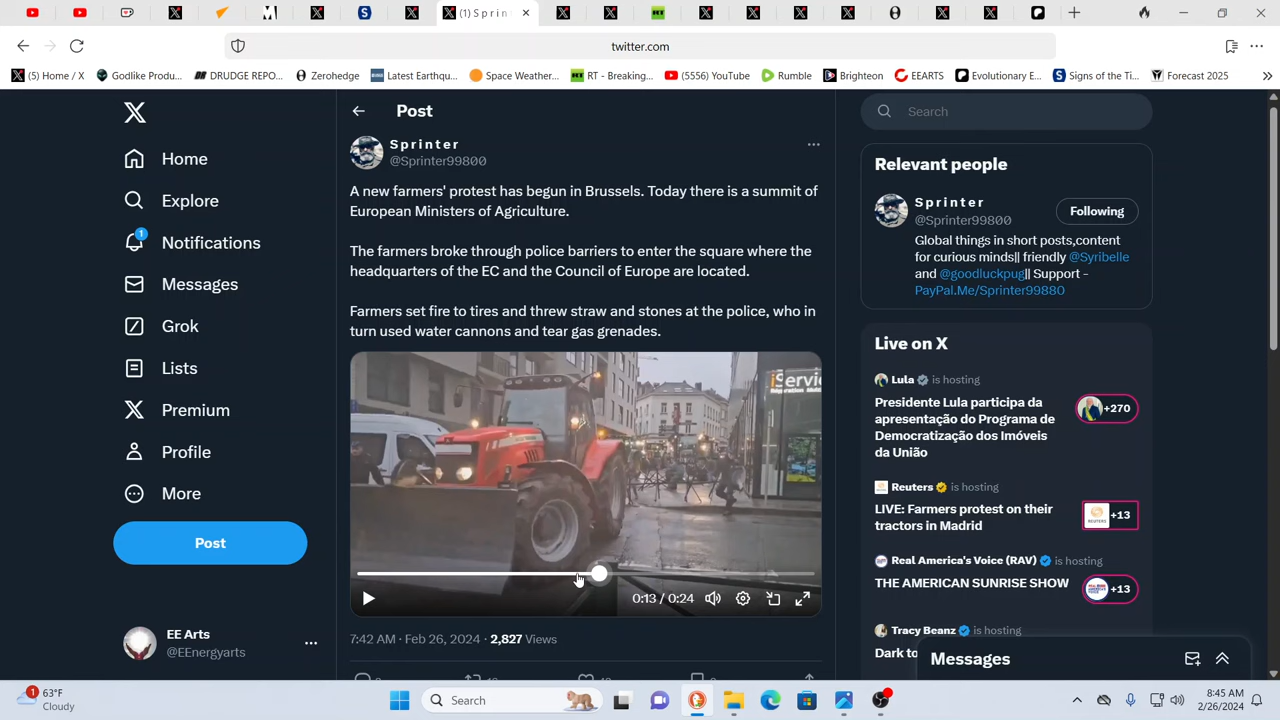 (1) Sprin
twitter.com
(5) Home / X
Godlike Produ...
DRUDGE REPO...
Zerohedge
Latest Earthqu...
Space Weather...
RT - Breaking...
(5556) YouTube
Rumble
Brighteon
EEARTS
Evolutionary E...
Signs of the Ti...
Forecast 2025
Home
Explore
1
Notifications
Messages
Grok
Lists
Premium
Profile
More
Post
EE Arts
@EEnergyarts
Post
Sprinter
@Sprinter99800
A new farmers' protest has begun in Brussels. Today there is a summit of
European Ministers of Agriculture.
The farmers broke through police barriers to enter the square where the
headquarters of the EC and the Council of Europe are located.
Farmers set fire to tires and threw straw and stones at the police, who in
turn used water cannons and tear gas grenades.
0:13 / 0:24
7:42 AM · Feb 26, 2024 · 2,827 Views
Search
Relevant people
Sprinter
@Sprinter99800
Following
Global things in short posts,content
for curious minds|| friendly @Syribelle
and @goodluckpug|| Support -
PayPal.Me/Sprinter99880
Live on X
Lula is hosting
Presidente Lula participa da
apresentação do Programa de
Democratização dos Imóveis
da União
+270
Reuters is hosting
LIVE: Farmers protest on their
tractors in Madrid
+13
Real America's Voice (RAV) is hosting
THE AMERICAN SUNRISE SHOW
+13
Tracy Beanz is hosting
Dark to
Messages
1
63°F
Cloudy
Search
8:45 AM
2/26/2024